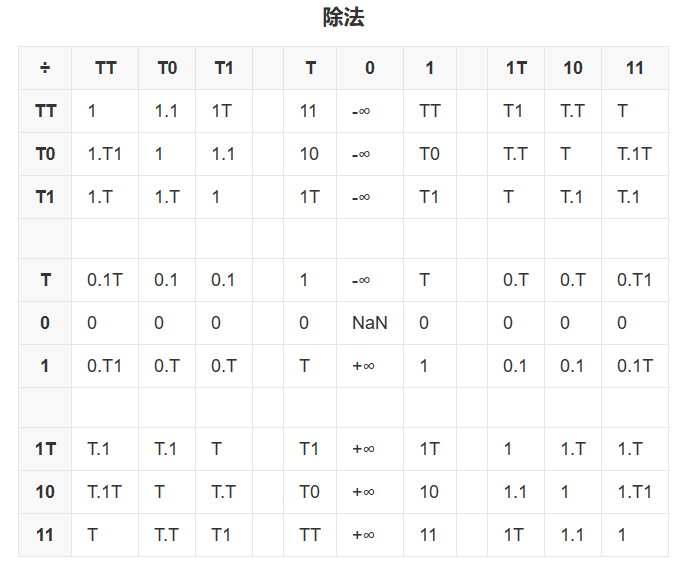 除法
÷ TT T0 T1 T 0 1 1T 10 11
TT 1 1.1 1T 11 -∞ TT T1 T.T T
T0 1.T1 1 1.1 10 -∞ T0 T.T T T.1T
T1 1.T 1.T 1 1T -∞ T1 T T.1 T.1
T 0.1T 0.1 0.1 1 -∞ T 0.T 0.T 0.T1
0 0 0 0 0 NaN 0 0 0 0
1 0.T1 0.T 0.T T +∞ 1 0.1 0.1 0.1T
1T T.1 T.1 T T1 +∞ 1T 1 1.T 1.T
10 T.1T T T.T T0 +∞ 10 1.1 1 1.T1
11 T T.T T1 TT +∞ 11 1T 1.1 1